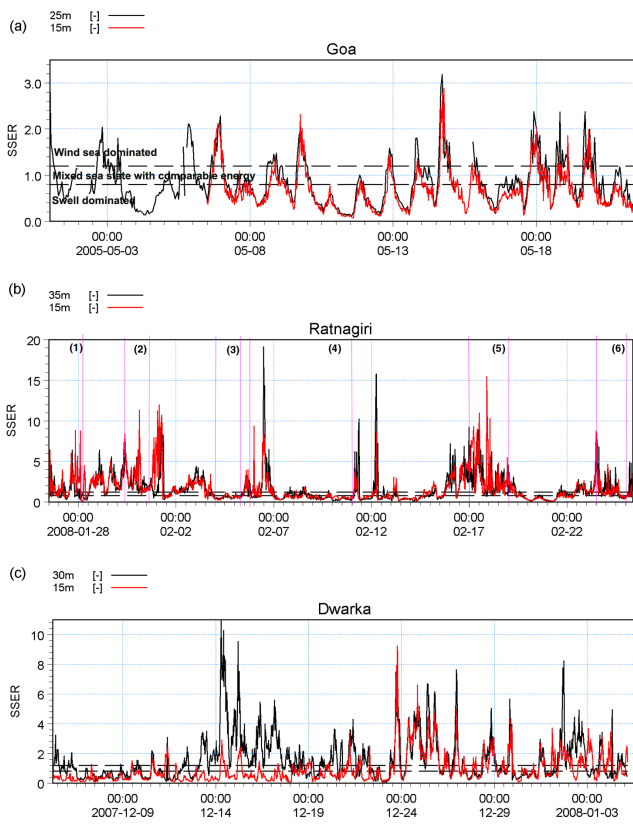 (a)
25m [-]
15m [-]
Goa
SSER
3.0
2.0
1.0
0.0
Wind sea dominated
Mixed sea state with comparable energy
Swell dominated
00:00 00:00 00:00 00:00
2005-05-03 05-08 05-13 05-18
(b)
35m [-]
15m [-]
Ratnagiri
SSER
20
15
10
5
0
(1) (2) (3) (4) (5) (6)
00:00 00:00 00:00 00:00 00:00 00:00
2008-01-28 02-02 02-07 02-12 02-17 02-22
(c)
30m [-]
15m [-]
Dwarka
SSER
10
8
6
4
2
0
00:00 00:00 00:00 00:00 00:00 00:00
2007-12-09 12-14 12-19 12-24 12-29 2008-01-03